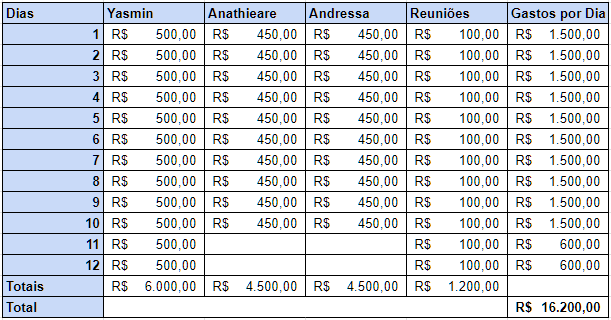 Dias Yasmin Anathieare Andressa Reuniões Gastos por Dia
1 R$ 500,00 R$ 450,00 R$ 450,00 R$ 100,00 R$ 1.500,00
2 R$ 500,00 R$ 450,00 R$ 450,00 R$ 100,00 R$ 1.500,00
3 R$ 500,00 R$ 450,00 R$ 450,00 R$ 100,00 R$ 1.500,00
4 R$ 500,00 R$ 450,00 R$ 450,00 R$ 100,00 R$ 1.500,00
5 R$ 500,00 R$ 450,00 R$ 450,00 R$ 100,00 R$ 1.500,00
6 R$ 500,00 R$ 450,00 R$ 450,00 R$ 100,00 R$ 1.500,00
7 R$ 500,00 R$ 450,00 R$ 450,00 R$ 100,00 R$ 1.500,00
8 R$ 500,00 R$ 450,00 R$ 450,00 R$ 100,00 R$ 1.500,00
9 R$ 500,00 R$ 450,00 R$ 450,00 R$ 100,00 R$ 1.500,00
10 R$ 500,00 R$ 450,00 R$ 450,00 R$ 100,00 R$ 1.500,00
11 R$ 500,00 R$ 100,00 R$ 600,00
12 R$ 500,00 R$ 100,00 R$ 600,00
Totais R$ 6.000,00 R$ 4.500,00 R$ 4.500,00 R$ 1.200,00
Total R$ 16.200,00